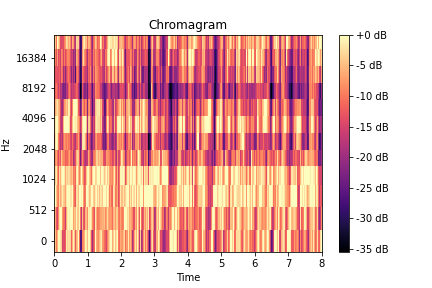 Chromagram
+0 dB
16384
-5 dB
8192
-10 dB
4096
-15 dB
Hz
2048
-20 dB
1024
-25 dB
512
-30 dB
0
-35 dB
0 1 2 3 4 5 6 7 8
Time